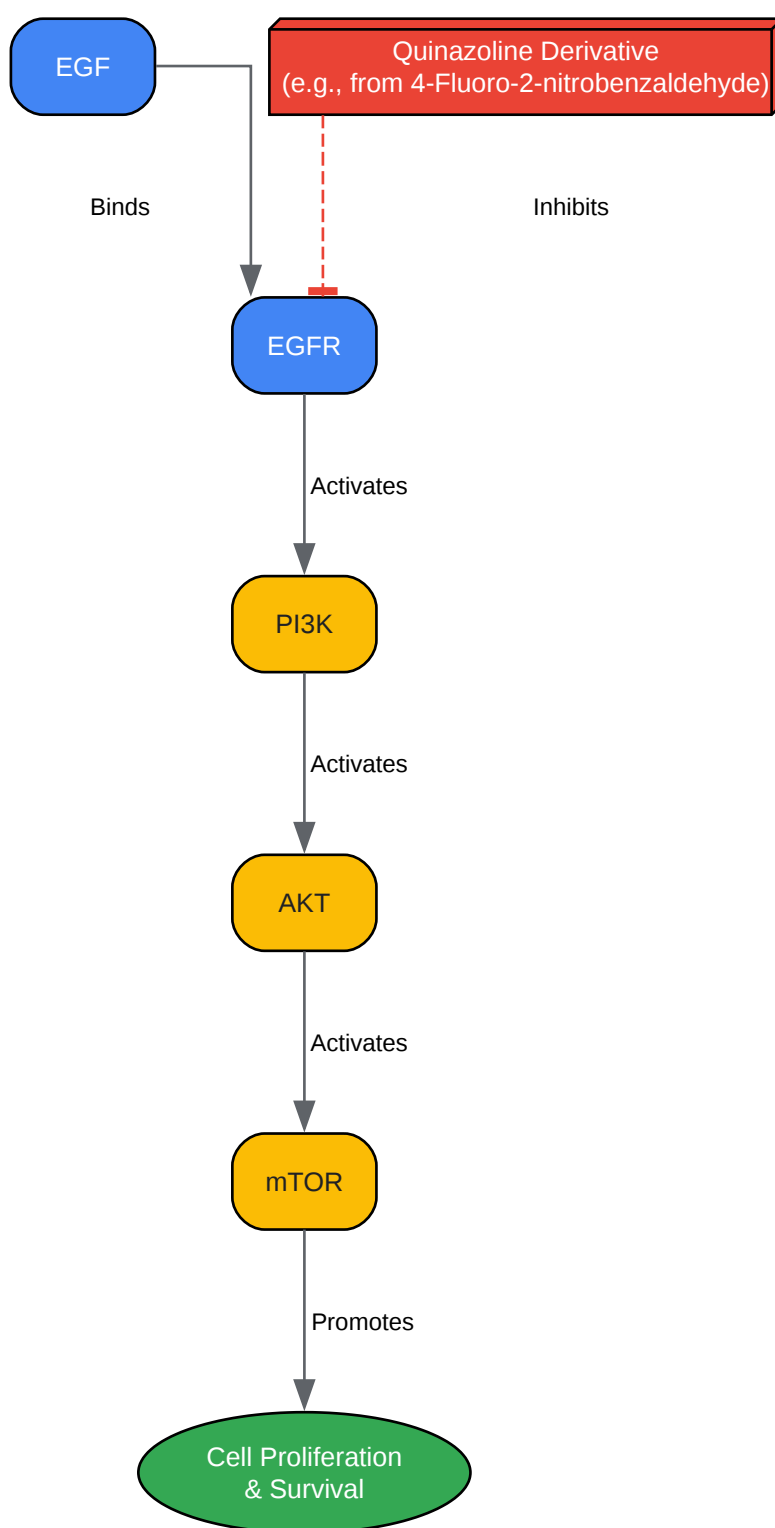 EGF
Quinazoline Derivative
(e.g., from 4-Fluoro-2-nitrobenzaldehyde)
Binds
Inhibits
EGFR
Activates
PI3K
Activates
AKT
Activates
mTOR
Promotes
Cell Proliferation
& Survival